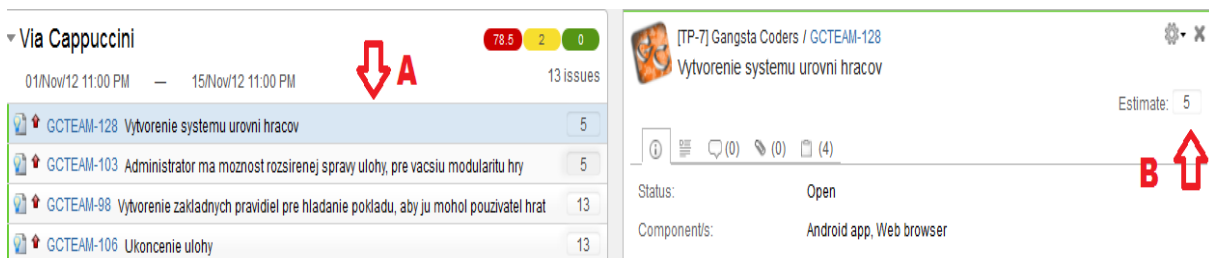 Via Cappuccini
78.5 2 0
01/Nov/12 11:00 PM — 15/Nov/12 11:00 PM
13 issues
A
GCTEAM-128 Vytvorenie systemu urovni hracov 5
GCTEAM-103 Administrator ma moznost rozsirenej spravy ulohy, pre vacsiu modularitu hry 5
GCTEAM-98 Vytvorenie zakladnych pravidiel pre hladanie pokladu, aby ju mohol pouzivatel hrat 13
GCTEAM-106 Ukoncenie ulohy 13
[TP-7] Gangsta Coders / GCTEAM-128
Vytvorenie systemu urovni hracov
Estimate: 5
(0) (0) (4)
B
Status: Open
Component/s: Android app, Web browser